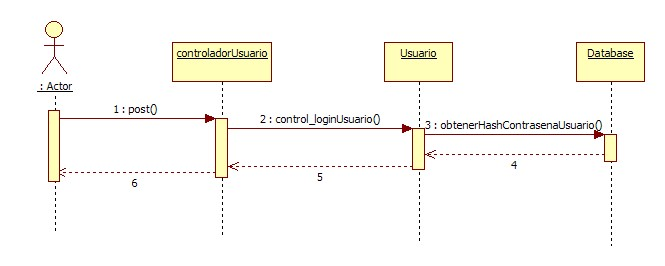 controladorUsuario
Usuario
Database
: Actor
1 : post()
2 : control_loginUsuario()
3 : obtenerHashContrasenaUsuario()
4
5
6